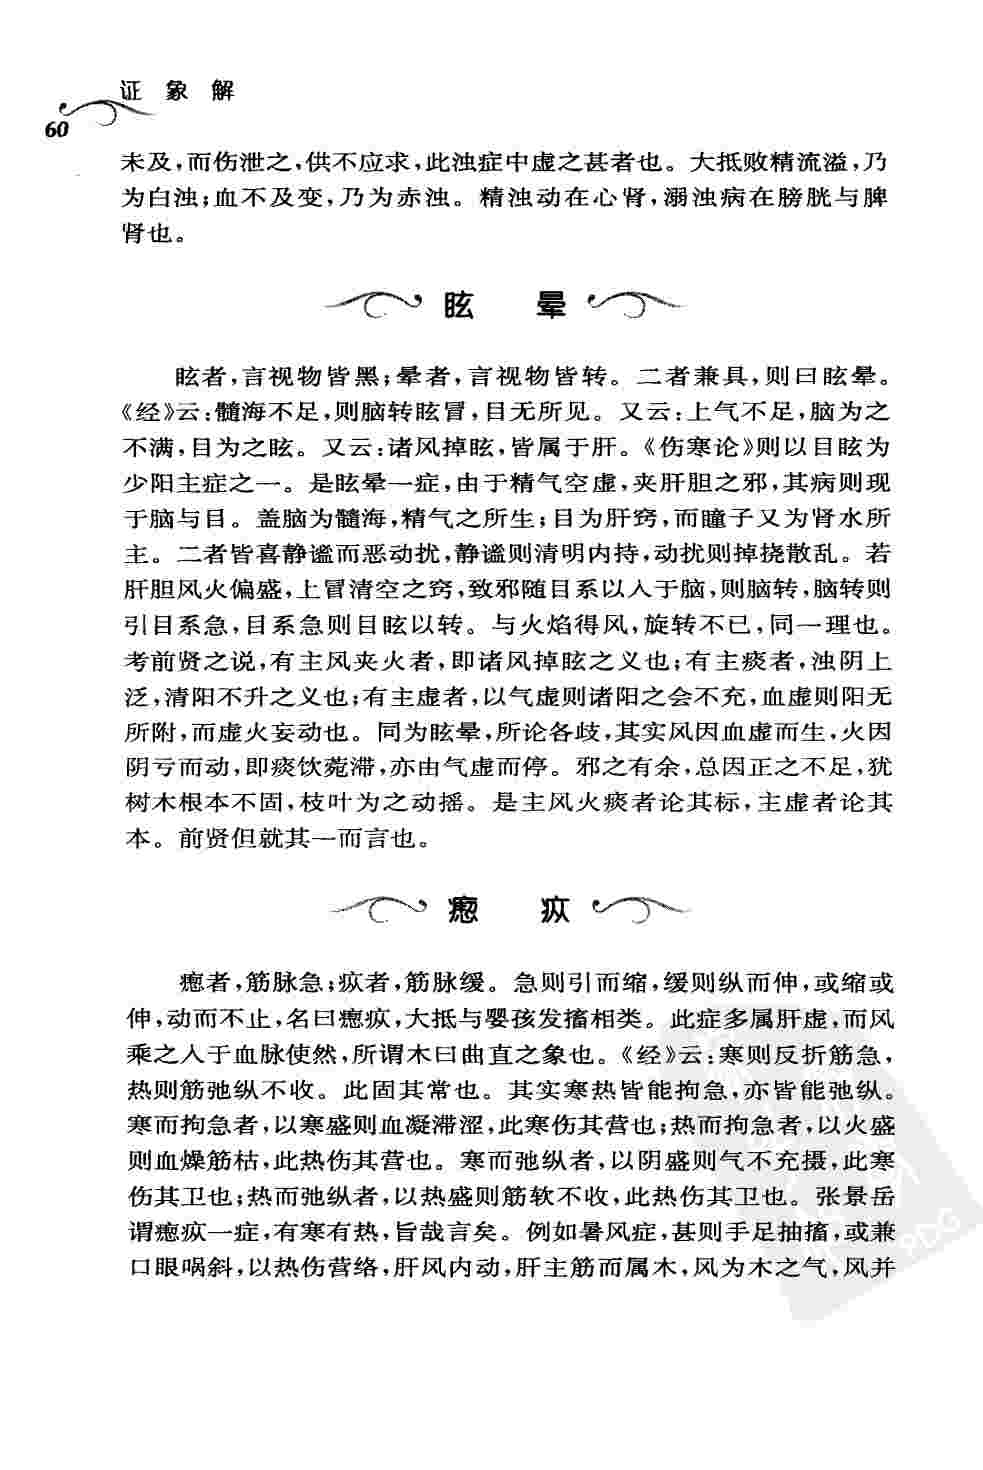 证象解
60
未及,而伤泄之,供不应求,此浊症中虚之甚者也。大抵败精流溢,乃
为白浊;血不及变,乃为赤浊。精浊动在心肾,溺浊病在膀胱与脾
肾也。
眩晕
眩者,言视物皆黑;晕者,言视物皆转。二者兼具,则曰眩晕。
《经》云:髓海不足,则脑转眩冒,目无所见。又云:上气不足,脑为之
不满,目为之眩。又云:诸风掉眩,皆属于肝。《伤寒论》则以目眩为
少阳主症之一。是眩晕一症,由于精气空虚,夹肝胆之邪,其病则现
于脑与目。盖脑为髓海,精气之所生;目为肝窍,而瞳子又为肾水所
主。二者皆喜静谧而恶动扰,静谧则清明内持,动扰则掉挠散乱。若
肝胆风火偏盛,上冒清空之窍,致邪随目系以入于脑,则脑转,脑转则
引目系急,目系急则目眩以转。与火焰得风,旋转不已,同一理也。
考前贤之说,有主风夹火者,即诸风掉眩之义也;有主痰者,浊阴上
泛,清阳不升之义也;有主虚者,以气虚则诸阳之会不充,血虚则阳无
所附,而虚火妄动也。同为眩晕,所论各歧,其实风因血虚而生,火因
阴亏而动,即痰饮菀滞,亦由气虚而停。邪之有余,总因正之不足,犹
树木根本不固,枝叶为之动摇。是主风火痰者论其标,主虚者论其
本。前贤但就其一而言也。
瘛疭
瘛者,筋脉急;疭者,筋脉缓。急则引而缩,缓则纵而伸,或缩或
伸,动而不止,名曰瘛疭,大抵与婴孩发搐相类。此症多属肝虚,而风
乘之入于血脉使然,所谓木曰曲直之象也。《经》云:寒则反折筋急,
热则筋弛纵不收。此固其常也。其实寒热皆能拘急,亦皆能弛纵。
寒而拘急者,以寒盛则血凝滞涩,此寒伤其营也;热而拘急者,以火盛
则血燥筋枯,此热伤其营也。寒而弛纵者,以阴盛则气不充摄,此寒
伤其卫也;热而弛纵者,以热盛则筋软不收,此热伤其卫也。张景岳
谓瘛疭一症,有寒有热,旨哉言矣。例如暑风症,甚则手足抽搐,或兼
口眼㖞斜,以热伤营络,肝风内动,肝主筋而属木,风为木之气,风并
PDG